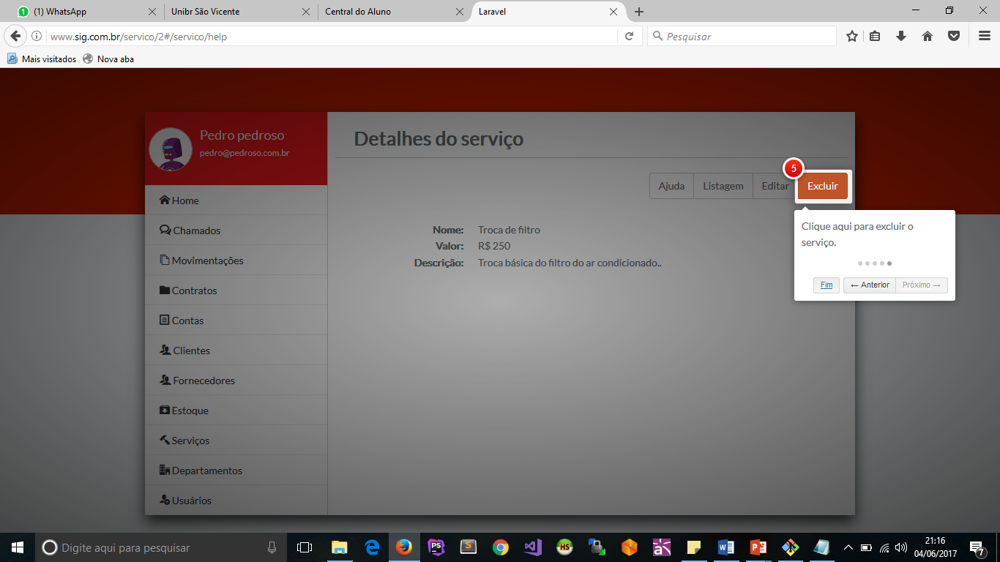 (1) WhatsApp
Unibr São Vicente
Central do Aluno
Laravel
www.sig.com.br/servico/2#/servico/help
Pesquisar
Mais visitados
Nova aba
Pedro pedroso
pedro@pedroso.com.br
Home
Chamados
Movimentações
Contratos
Contas
Clientes
Fornecedores
Estoque
Serviços
Departamentos
Usuários
Detalhes do serviço
Ajuda
Listagem
Editar
5
Excluir
Nome: Troca de filtro
Valor: R$ 250
Descrição: Troca básica do filtro do ar condicionado..
Clique aqui para excluir o
serviço.
Fim
← Anterior
Próximo →
Digite aqui para pesquisar
21:16
04/06/2017
7